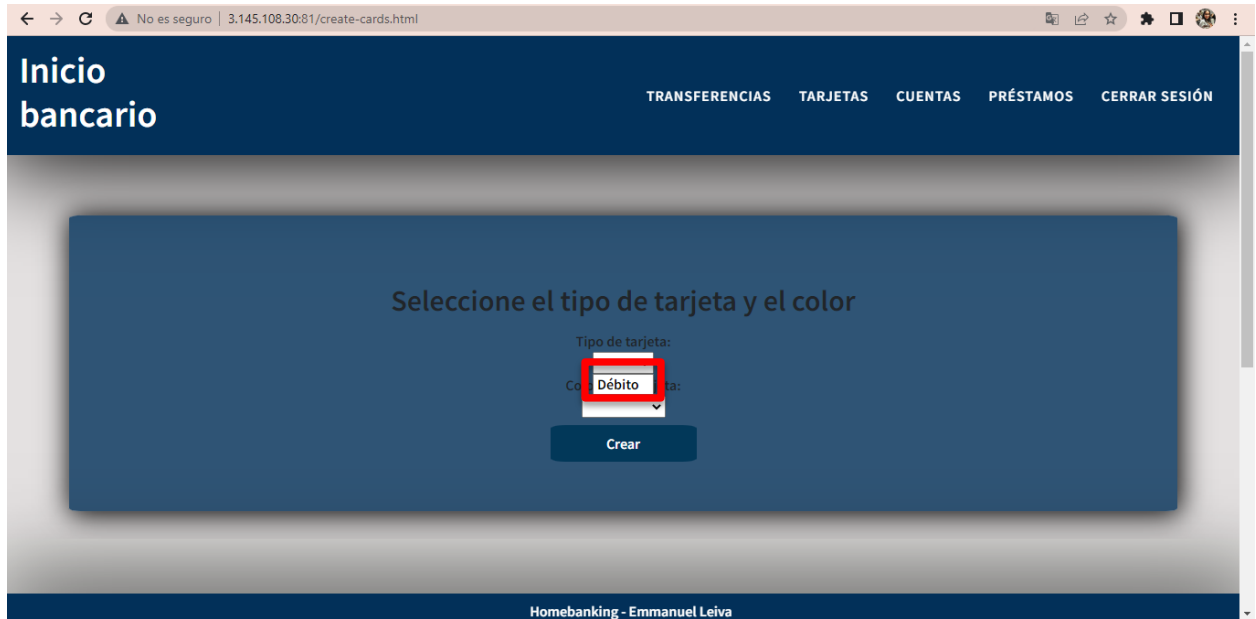 No es seguro | 3.145.108.30:81/create-cards.html
Inicio
bancario
TRANSFERENCIAS TARJETAS CUENTAS PRÉSTAMOS CERRAR SESIÓN
Seleccione el tipo de tarjeta y el color
Tipo de tarjeta:
Débito
Crear
Homebanking - Emmanuel Leiva